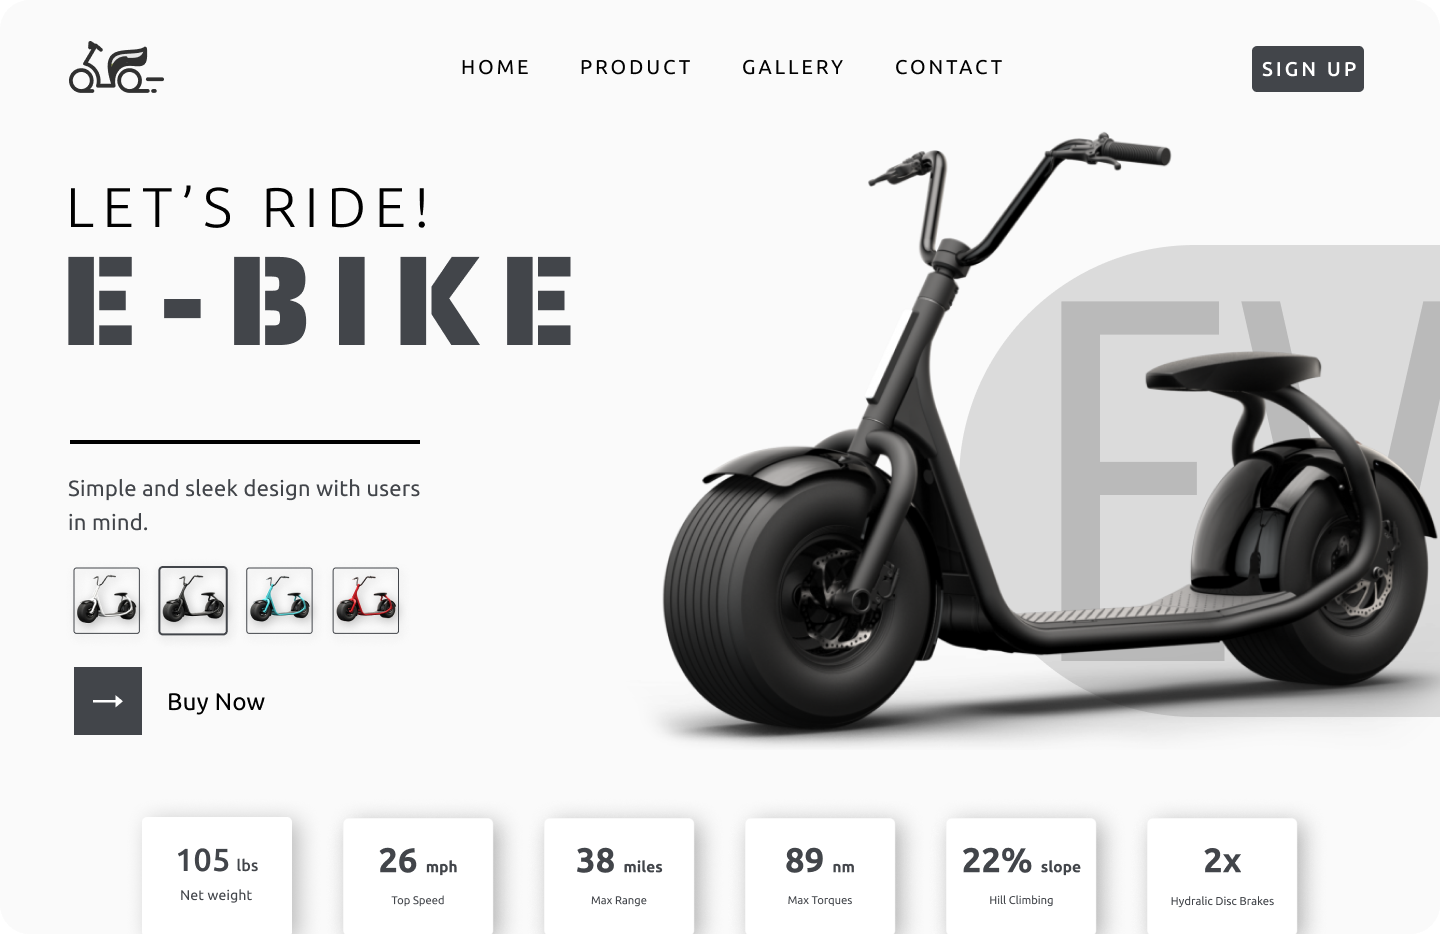 HOME PRODUCT GALLERY CONTACT SIGN UP
LET’S RIDE!
E-BIKE
EV
Simple and sleek design with users
in mind.
Buy Now
105 lbs
Net weight
26 mph
Top Speed
38 miles
Max Range
89 nm
Max Torques
22% slope
Hill Climbing
2x
Hydralic Disc Brakes